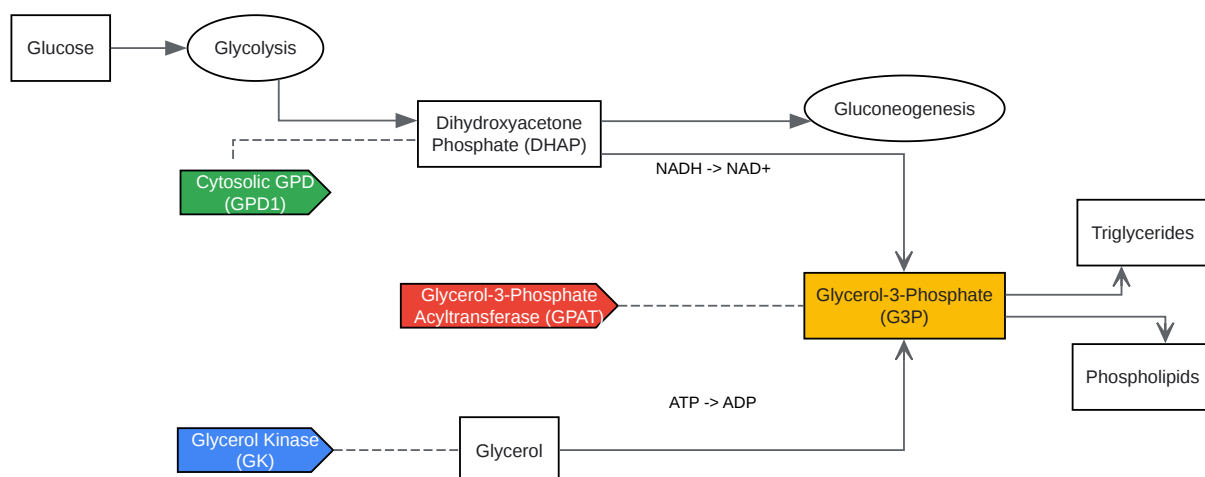 Glucose
Glycolysis
Dihydroxyacetone
Phosphate (DHAP)
Gluconeogenesis
NADH -> NAD+
Cytosolic GPD
(GPD1)
Triglycerides
Glycerol-3-Phosphate
Acyltransferase (GPAT)
Glycerol-3-Phosphate
(G3P)
Phospholipids
ATP -> ADP
Glycerol Kinase
(GK)
Glycerol